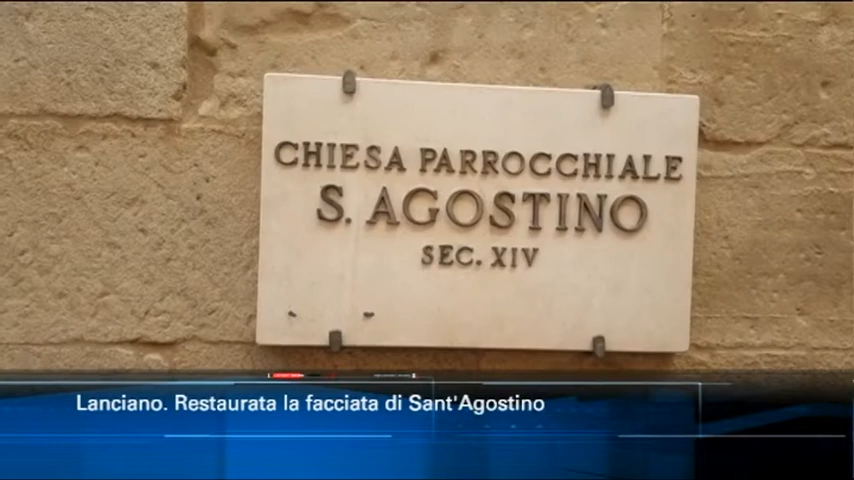 CHIESA PARROCCHIALE
S. AGOSTINO
SEC. XIV
Lanciano. Restaurata la facciata di Sant'Agostino